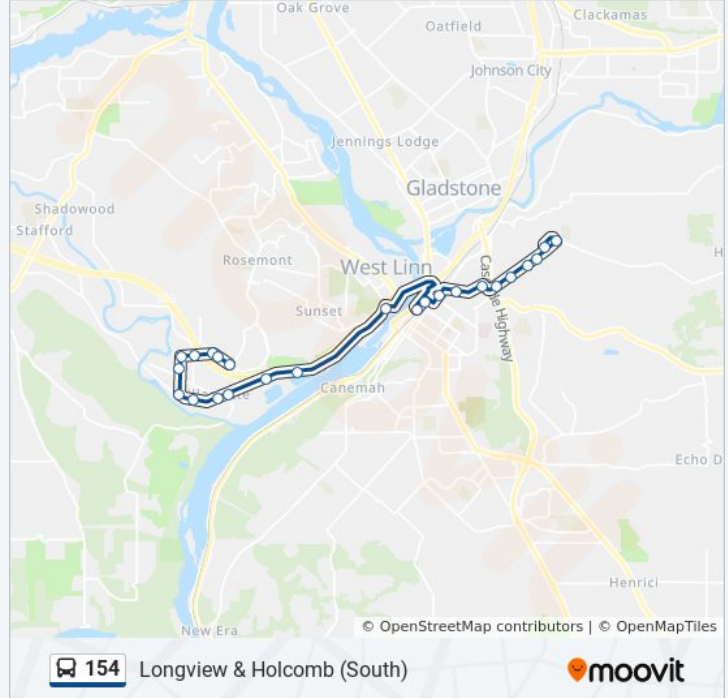 Oak Grove
Clackamas
Oatfield
Johnson City
Jennings Lodge
Gladstone
Shadowood
Stafford
Rosemont
West Linn
Sunset
Highway
Canemah
Echo D
Henrici
New Era
© OpenStreetMap contributors | © OpenMapTiles
154 Longview & Holcomb (South)
moovit